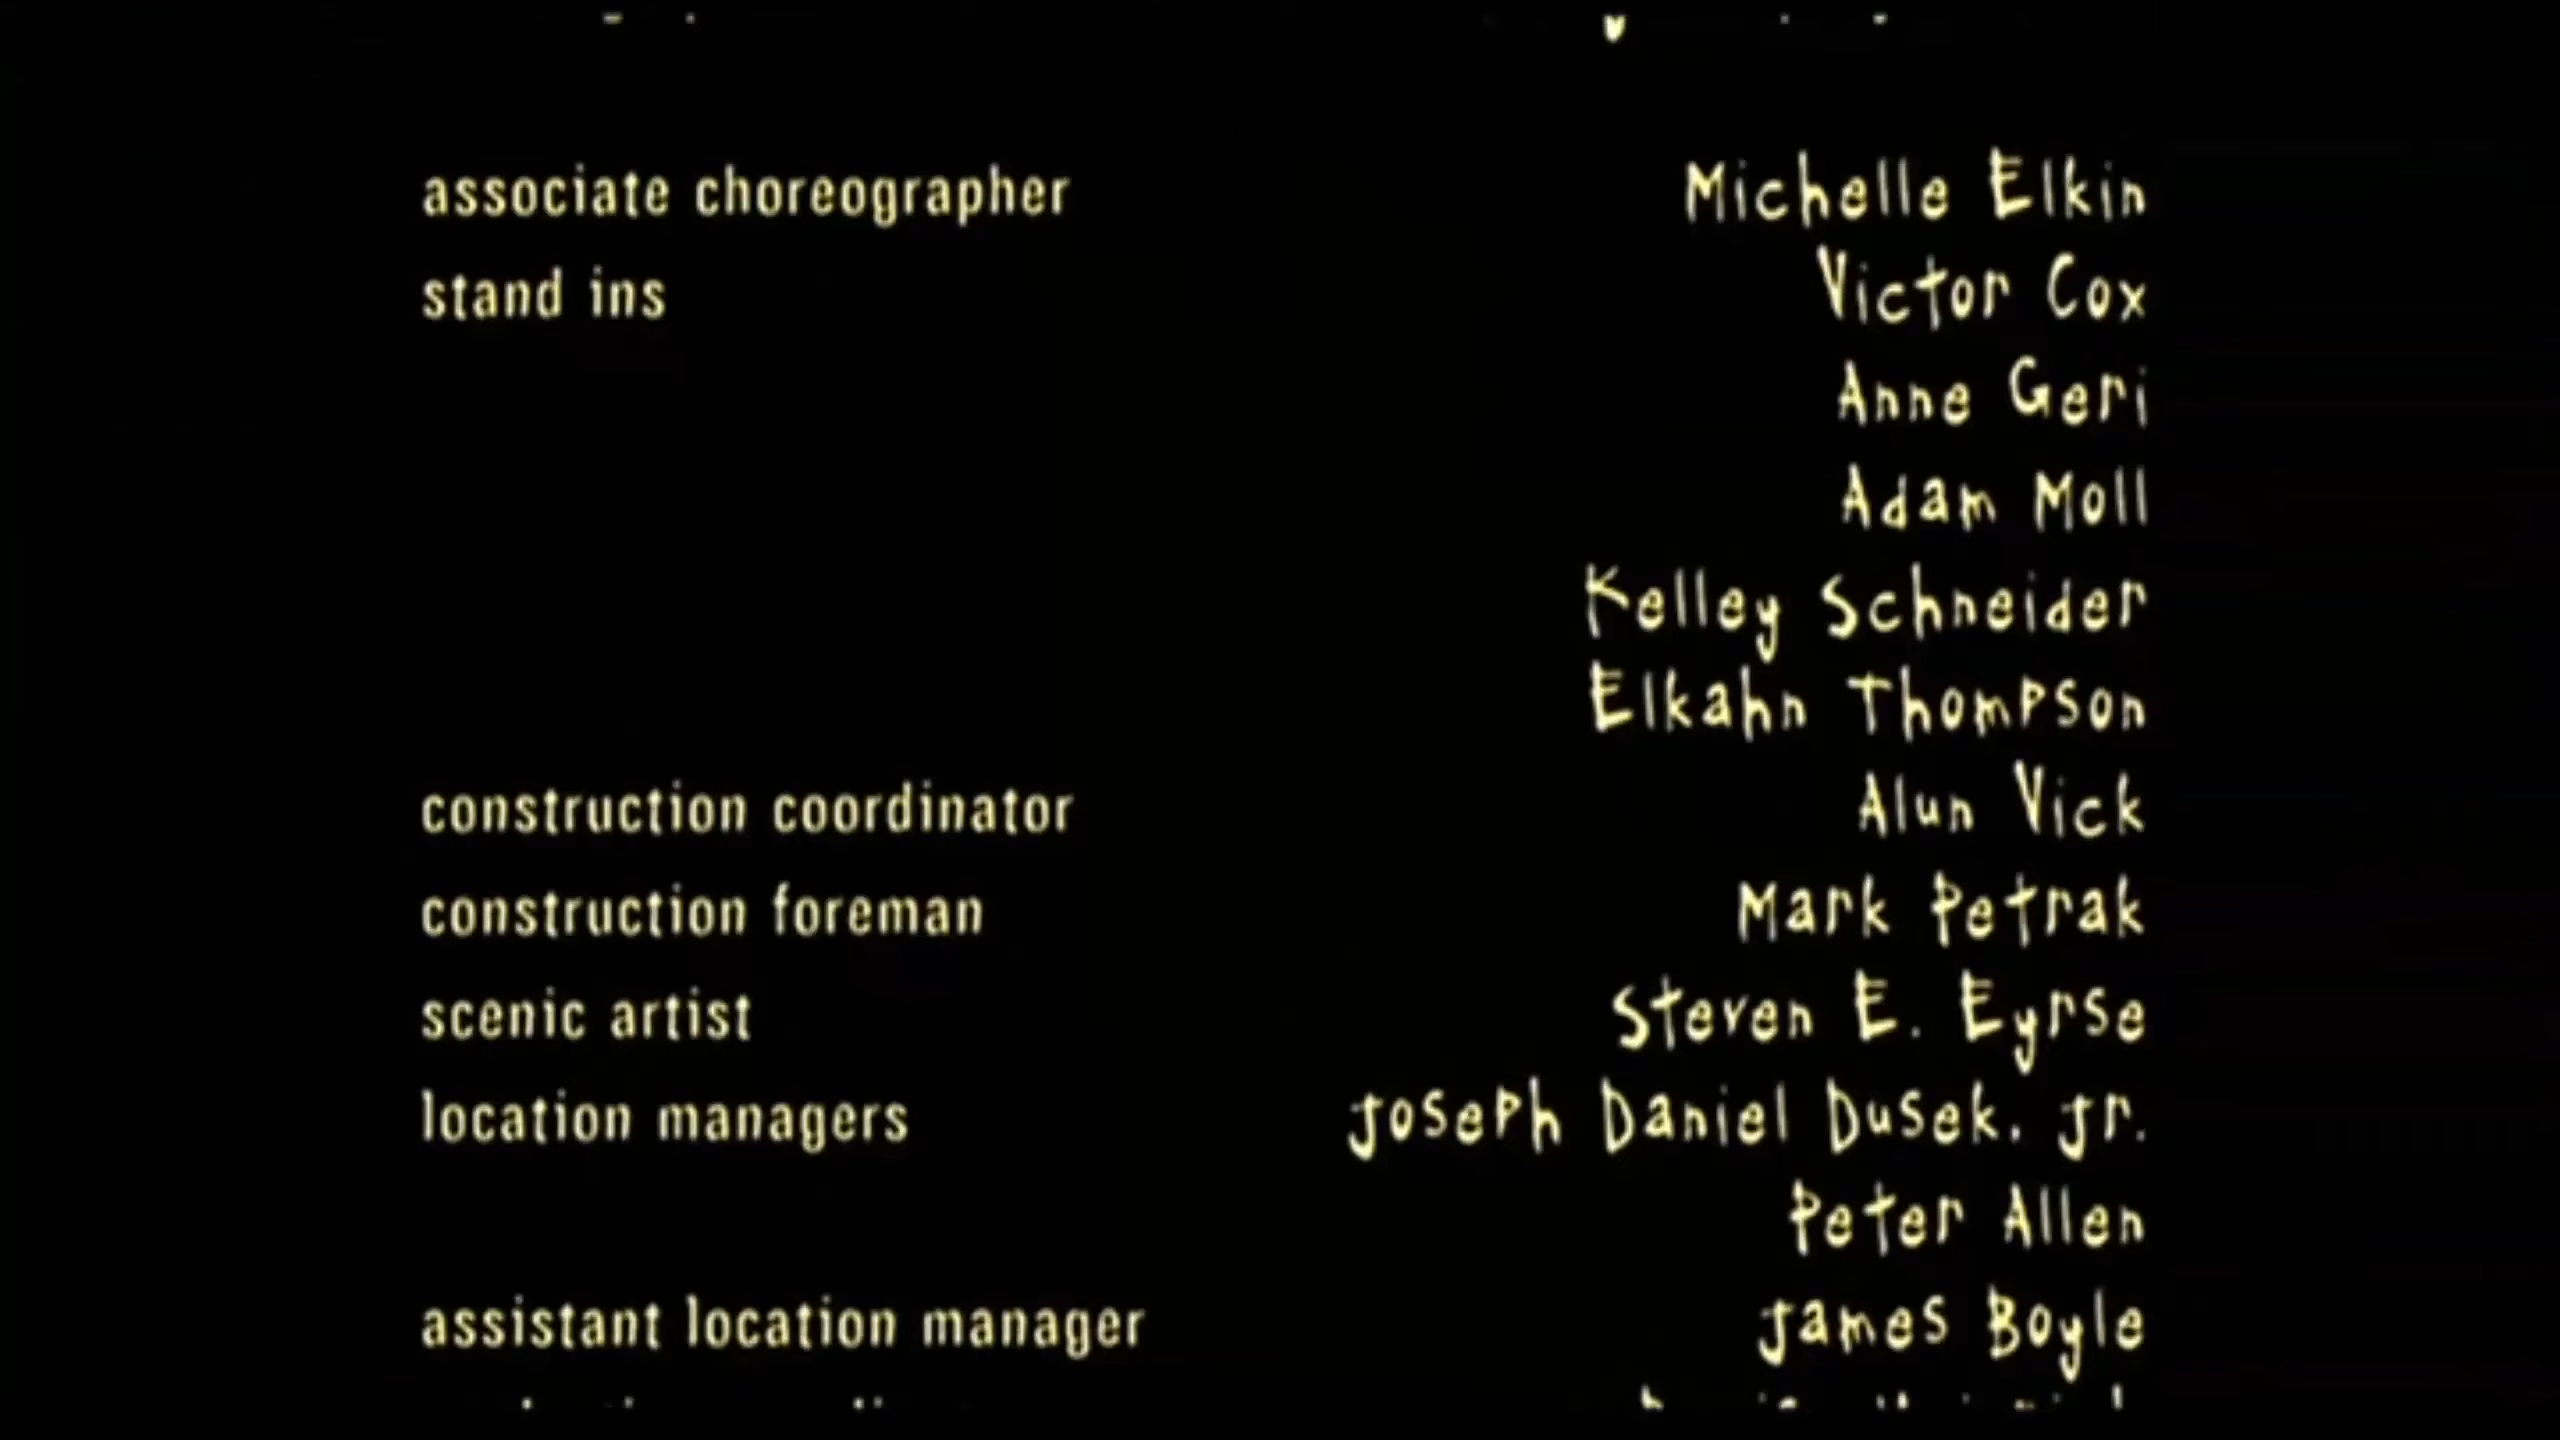 associate choreographer Michelle Elkin
stand ins Victor Cox
Anne Geri
Adam Moll
Kelley Schneider
Elkahn Thompson
construction coordinator Alun Vick
construction foreman Mark Petrak
scenic artist Steven E. Eyrse
location managers Joseph Daniel Dusek, Jr.
Peter Allen
assistant location manager James Boyle